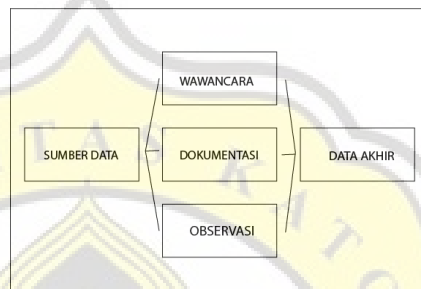 WAWANCARA
SUMBER DATA
DOKUMENTASI
DATA AKHIR
OBSERVASI